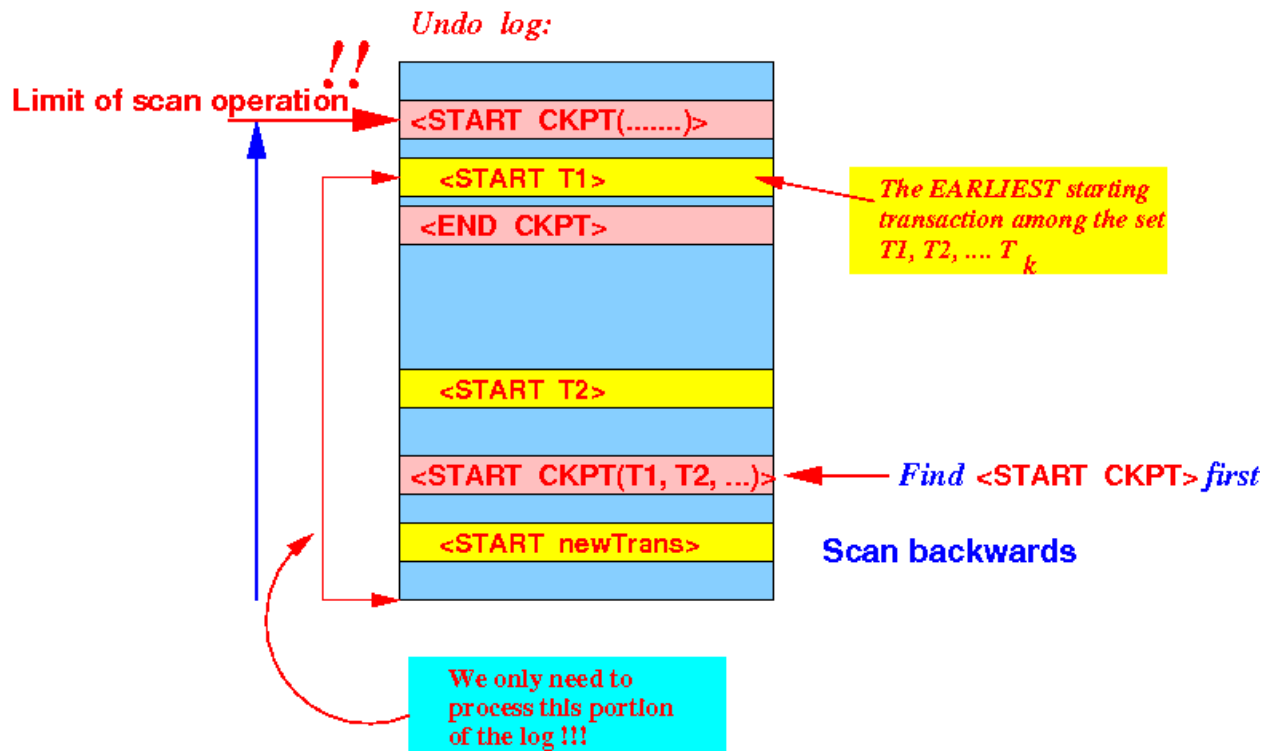 Undo log:
!!
Limit of scan operation
<START CKPT(.......)>
<START T1>
The EARLIEST starting
transaction among the set
T1, T2, .... T k
<END CKPT>
<START T2>
<START CKPT(T1, T2, ...)>
Find <START CKPT> first
<START newTrans>
Scan backwards
We only need to
process this portion
of the log !!!